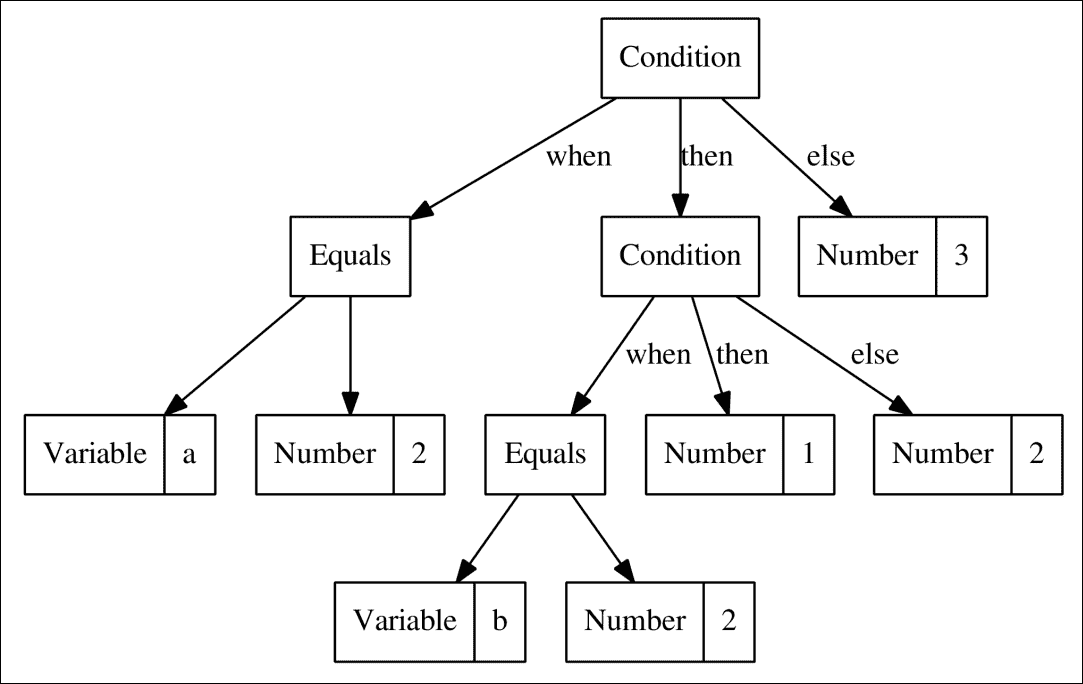 Condition
when then else
Equals Condition Number 3
when then else
Variable a Number 2 Equals Number 1 Number 2
Variable b Number 2